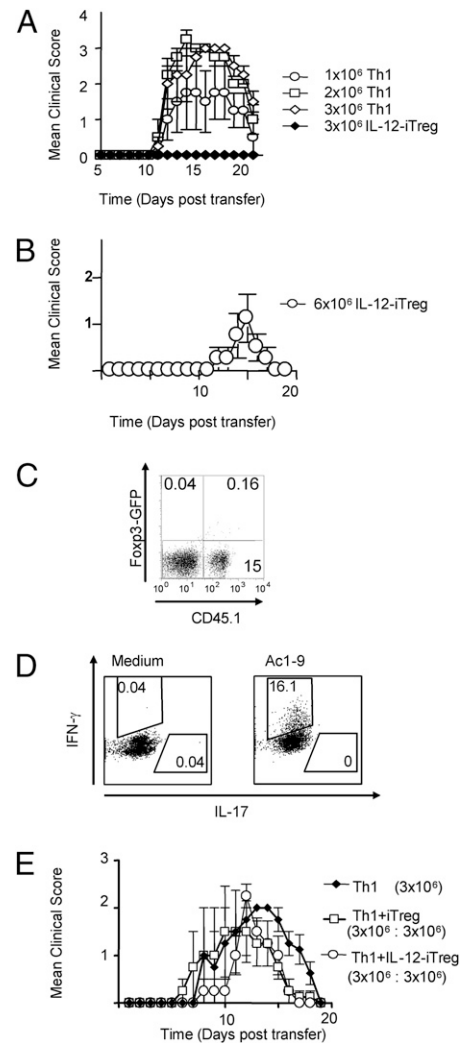 A
Mean Clinical Score
4
3
2
1
0
5 10 15 20
Time (Days post transfer)
1x10⁶ Th1
2x10⁶ Th1
3x10⁶ Th1
3x10⁶ IL-12-iTreg
B
Mean Clinical Score
2
1
10 20
Time (Days post transfer)
6x10⁶ IL-12-iTreg
C
Foxp3-GFP
0.04 0.16
15
10⁰ 10¹ 10² 10³ 10⁴
CD45.1
D
IFN-γ
Medium Ac1-9
0.04 16.1
0.04 0
IL-17
E
Mean Clinical Score
3
2
1
0
0 10 20
Time (Days post transfer)
Th1 (3x10⁶)
Th1+iTreg
(3x10⁶ : 3x10⁶)
Th1+IL-12-iTreg
(3x10⁶ : 3x10⁶)